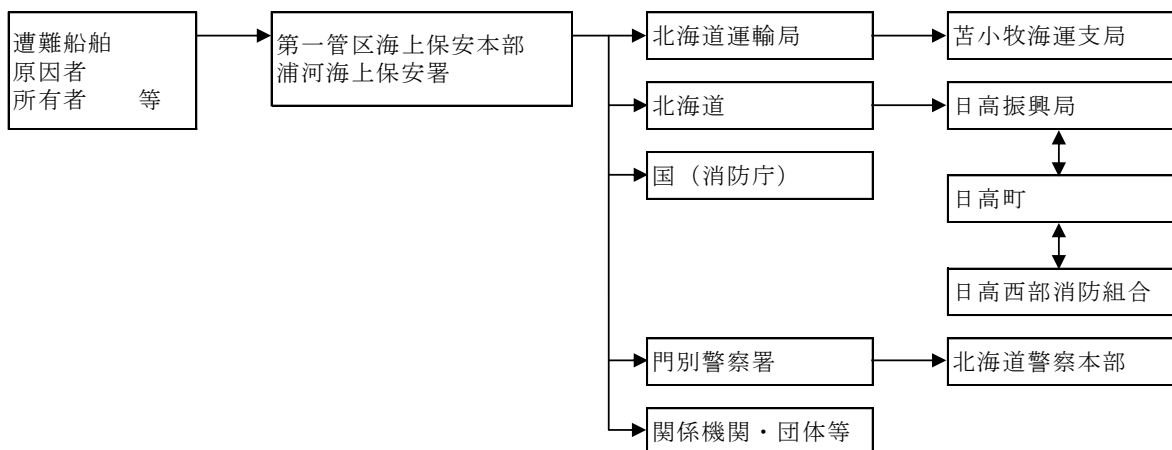 遭難船舶
原因者
所有者　　等
第一管区海上保安本部
浦河海上保安署
北海道運輸局
苫小牧海運支局
北海道
日高振興局
国（消防庁）
日高町
日高西部消防組合
門別警察署
北海道警察本部
関係機関・団体等